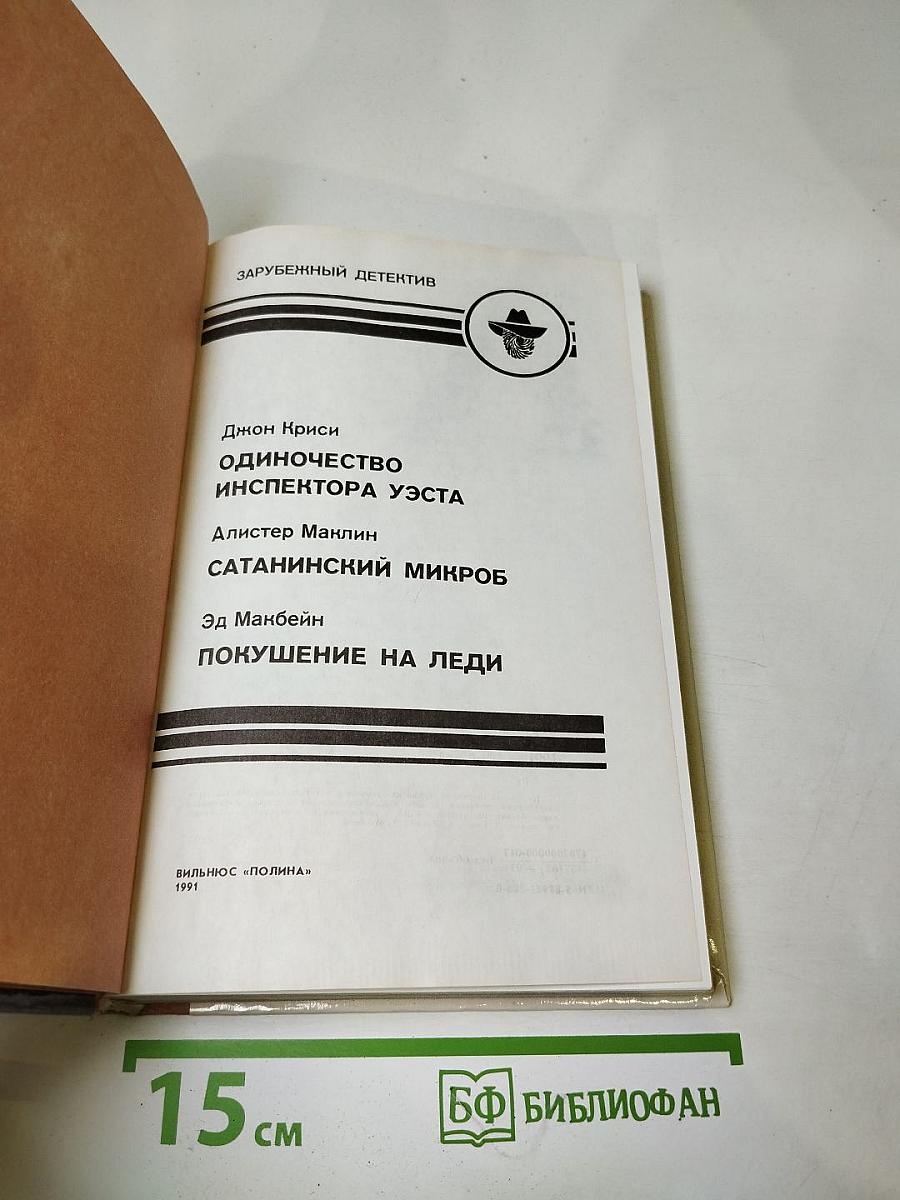 ЗАРУБЕЖНЫЙ ДЕТЕКТИВ
Джон Криси
ОДИНОЧЕСТВО
ИНСПЕКТОРА УЭСТА
Алистер Маклин
САТАНИНСКИЙ МИКРОБ
Эд Макбейн
ПОКУШЕНИЕ НА ЛЕДИ
ВИЛЬНЮС «ПОЛИНА»
1991
15 см
БФ БИБЛИОФАН